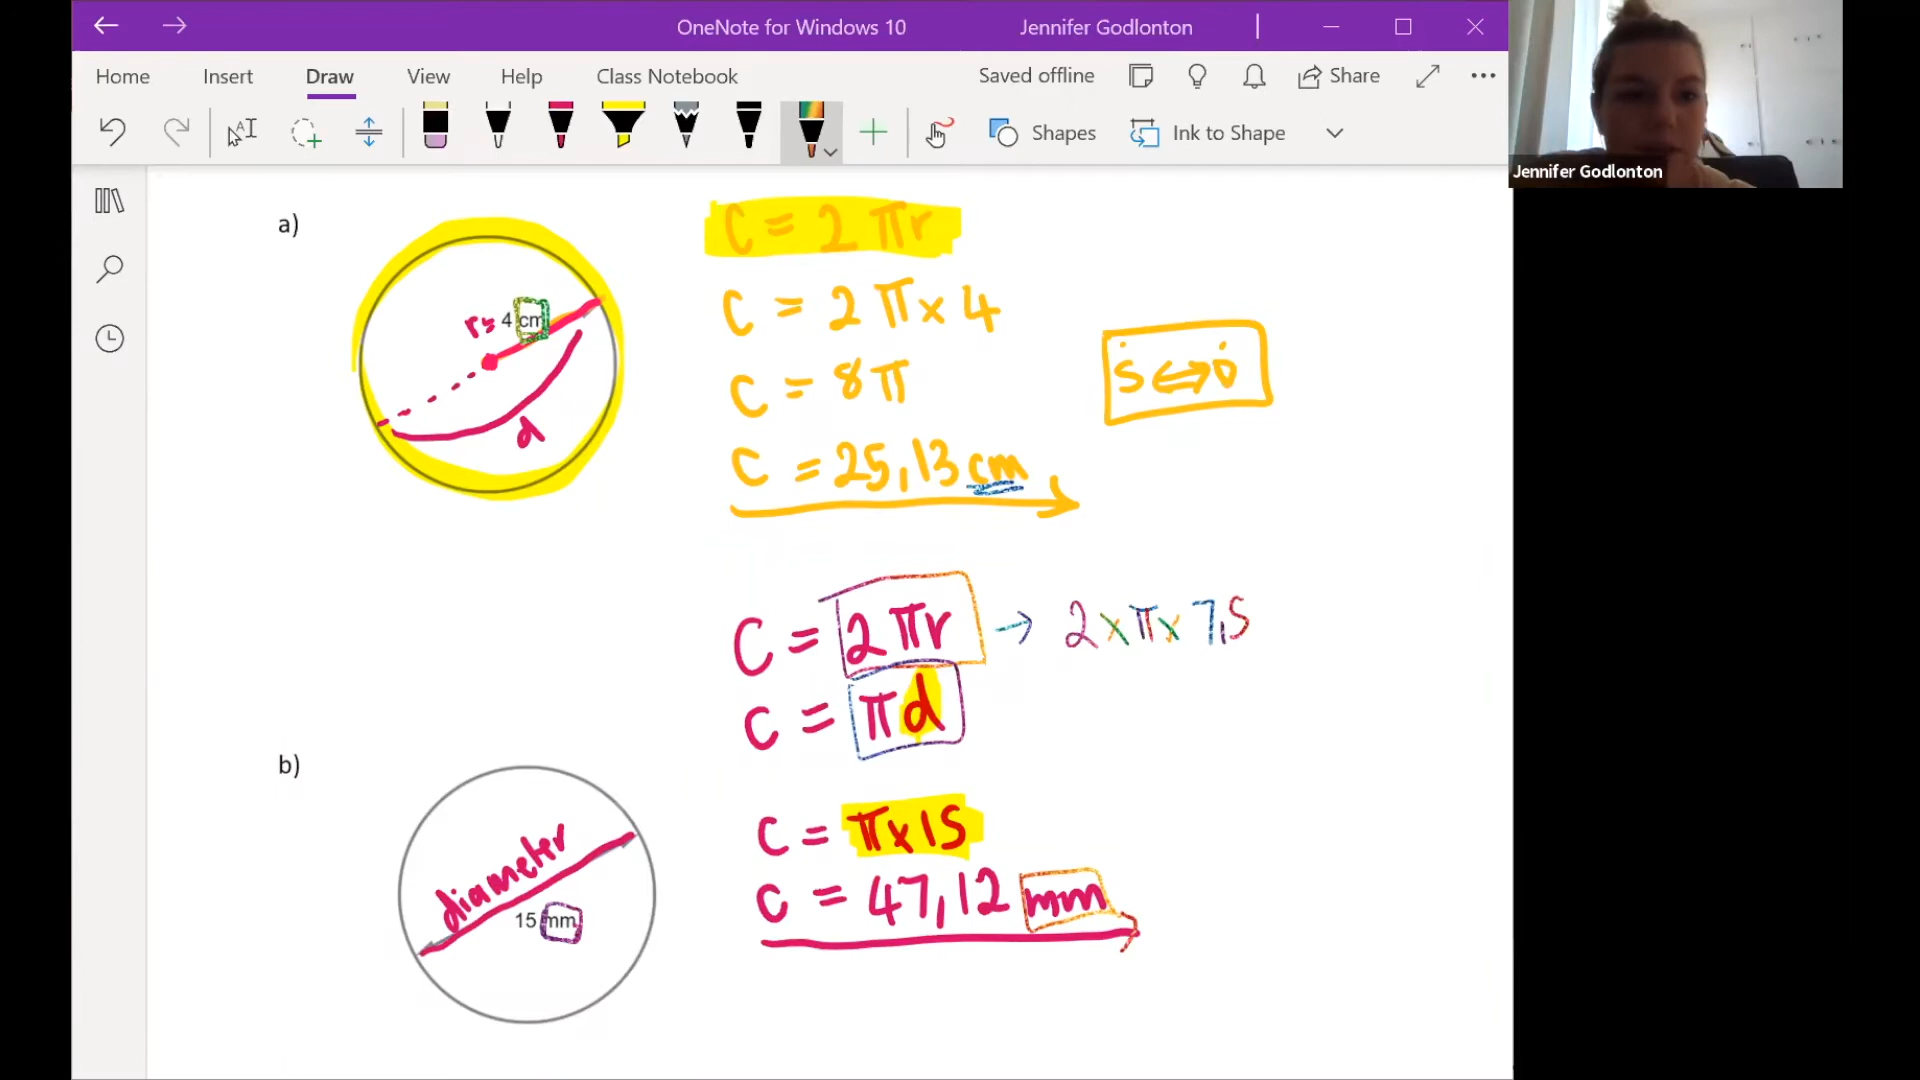 OneNote for Windows 10
Jennifer Godlonton
Home Insert Draw View Help Class Notebook
Saved offline
Share
Shapes
Ink to Shape
Jennifer Godlonton
a)
r= 4 cm
d
C = 2πr
C = 2π×4
C = 8π
C = 25,13 cm
S ⇔ D
C = 2πr → 2×π×7,5
C = πd
b)
diameter
15 mm
C = π×15
C = 47,12 mm